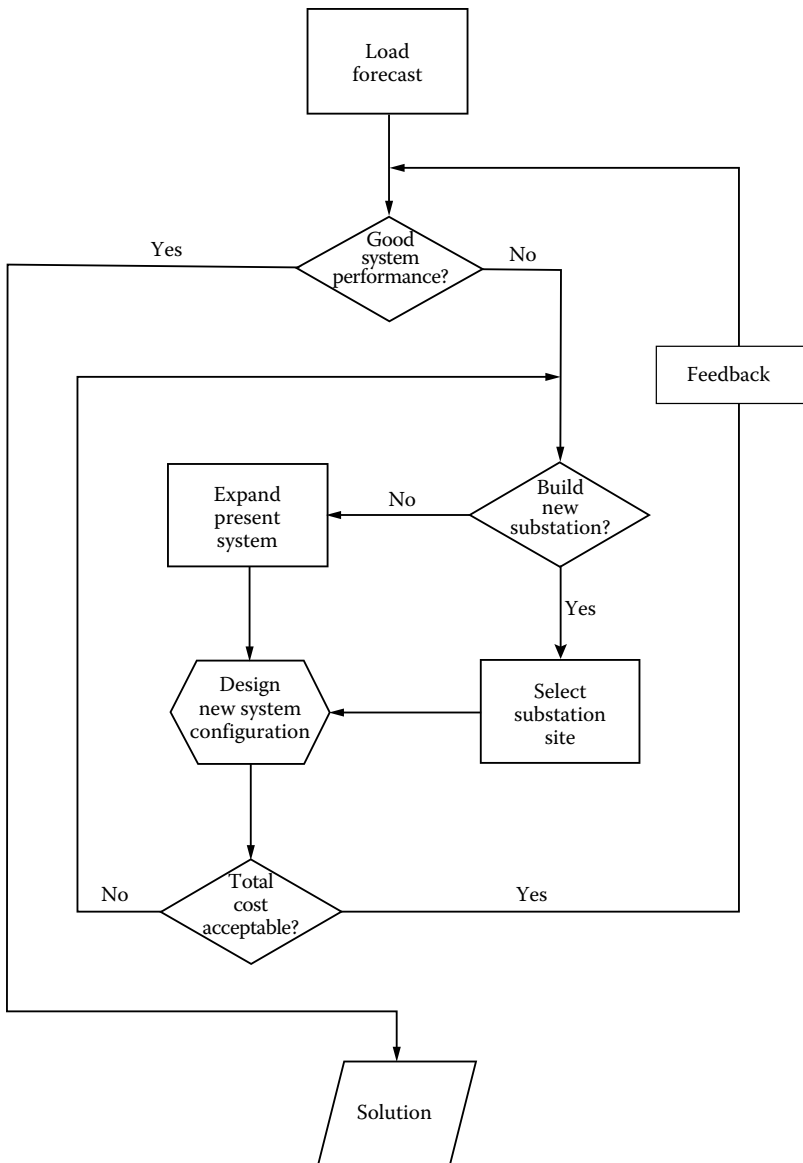 Load
forecast
Yes
Good
system
performance?
No
Feedback
Expand
present
system
No
Build
new
substation?
Yes
Design
new system
configuration
Select
substation
site
No
Total
cost
acceptable?
Yes
Solution